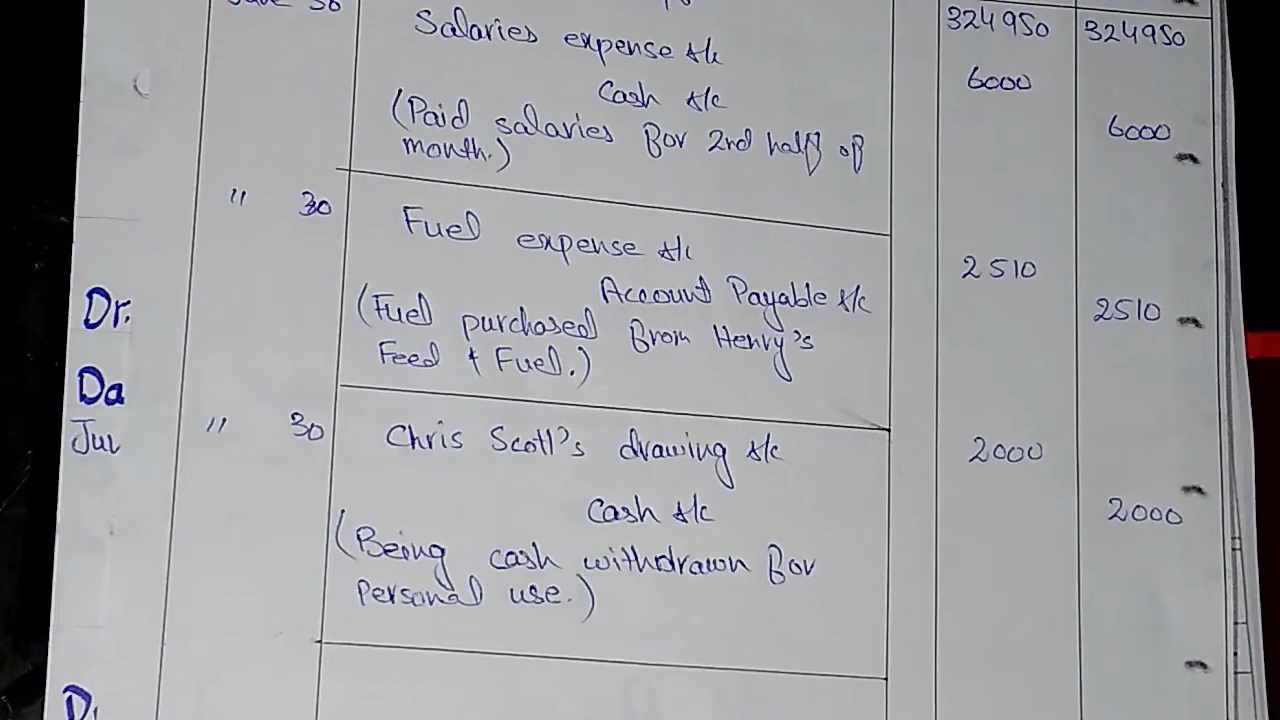 324950 324950
Salaries expense A/c 6000
Cash A/c 6000
(Paid salaries for 2nd half of
month.)
" 30 Fuel expense A/c 2510
Account Payable A/c 2510
(Fuel purchased from Henry's
Feed & Fuel.)
" 30 Chris Scott's drawing A/c 2000
Cash A/c 2000
(Being cash withdrawn for
personal use.)
Dr.
Da
Jul